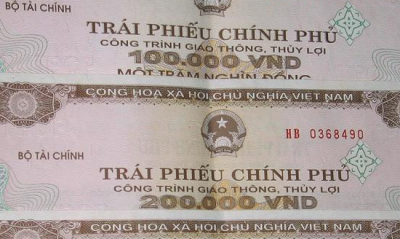 BỘ TÀI CHÍNH
TRÁI PHIẾU CHÍNH PHỦ
CÔNG TRÌNH GIAO THÔNG, THỦY LỢI
100.000 VND
MỘT TRĂM NGHÌN ĐỒNG
CỘNG HÒA XÃ HỘI CHỦ NGHĨA VIỆT NAM
HB 0368490
BỘ TÀI CHÍNH
TRÁI PHIẾU CHÍNH PHỦ
CÔNG TRÌNH GIAO THÔNG, THỦY LỢI
200.000 VND
CỘNG HÒA XÃ HỘI CHỦ NGHĨA VIỆT NAM